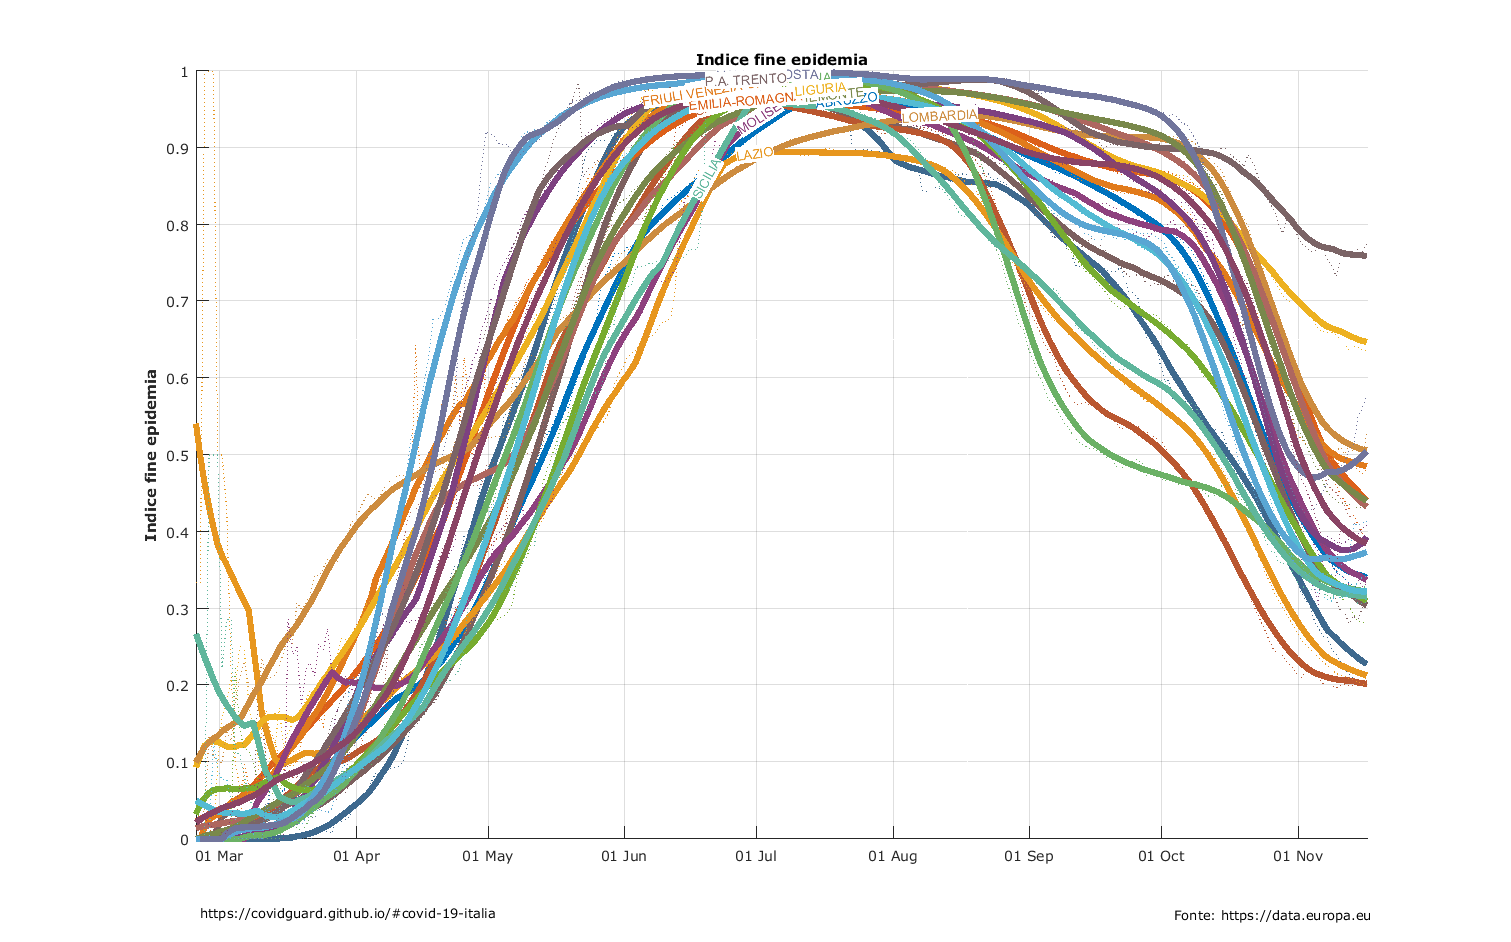 Indice fine epidemia
Indice fine epidemia
1
0.9
0.8
0.7
0.6
0.5
0.4
0.3
0.2
0.1
0
P.A. TRENTO
FRIULI VENEZIA
LIGURIA
EMILIA-ROMAGN
ABRUZZO
MOLISE
LOMBARDIA
LAZIO
SICILIA
01 Mar
01 Apr
01 May
01 Jun
01 Jul
01 Aug
01 Sep
01 Oct
01 Nov
https://covidguard.github.io/#covid-19-italia
Fonte: https://data.europa.eu